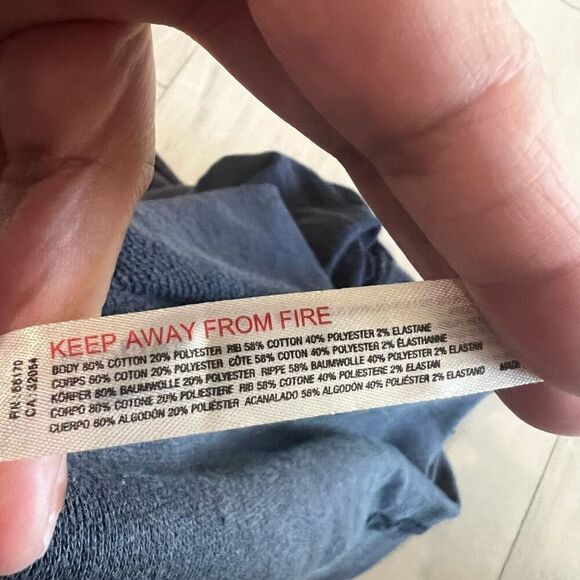 KEEP AWAY FROM FIRE
BODY 80% COTTON 20% POLYESTER RIB 58% COTTON 40% POLYESTER 2% ELASTANE
CORPS 80% COTON 20% POLYESTER CÔTE 58% COTON 40% POLYESTER 2% ÉLASTHANNE
KÖRPER 80% BAUMWOLLE 20% POLYESTER RIPPE 58% BAUMWOLLE 40% POLYESTER 2% ELASTAN
CORPO 80% COTONE 20% POLIESTERE RIB 58% COTONE 40% POLIESTERE 2% ELASTAN
CUERPO 80% ALGODÓN 20% POLIÉSTER ACANALADO 58% ALGODÓN 40% POLIÉSTER 2% ELASTANO
MADE
CA: 32054